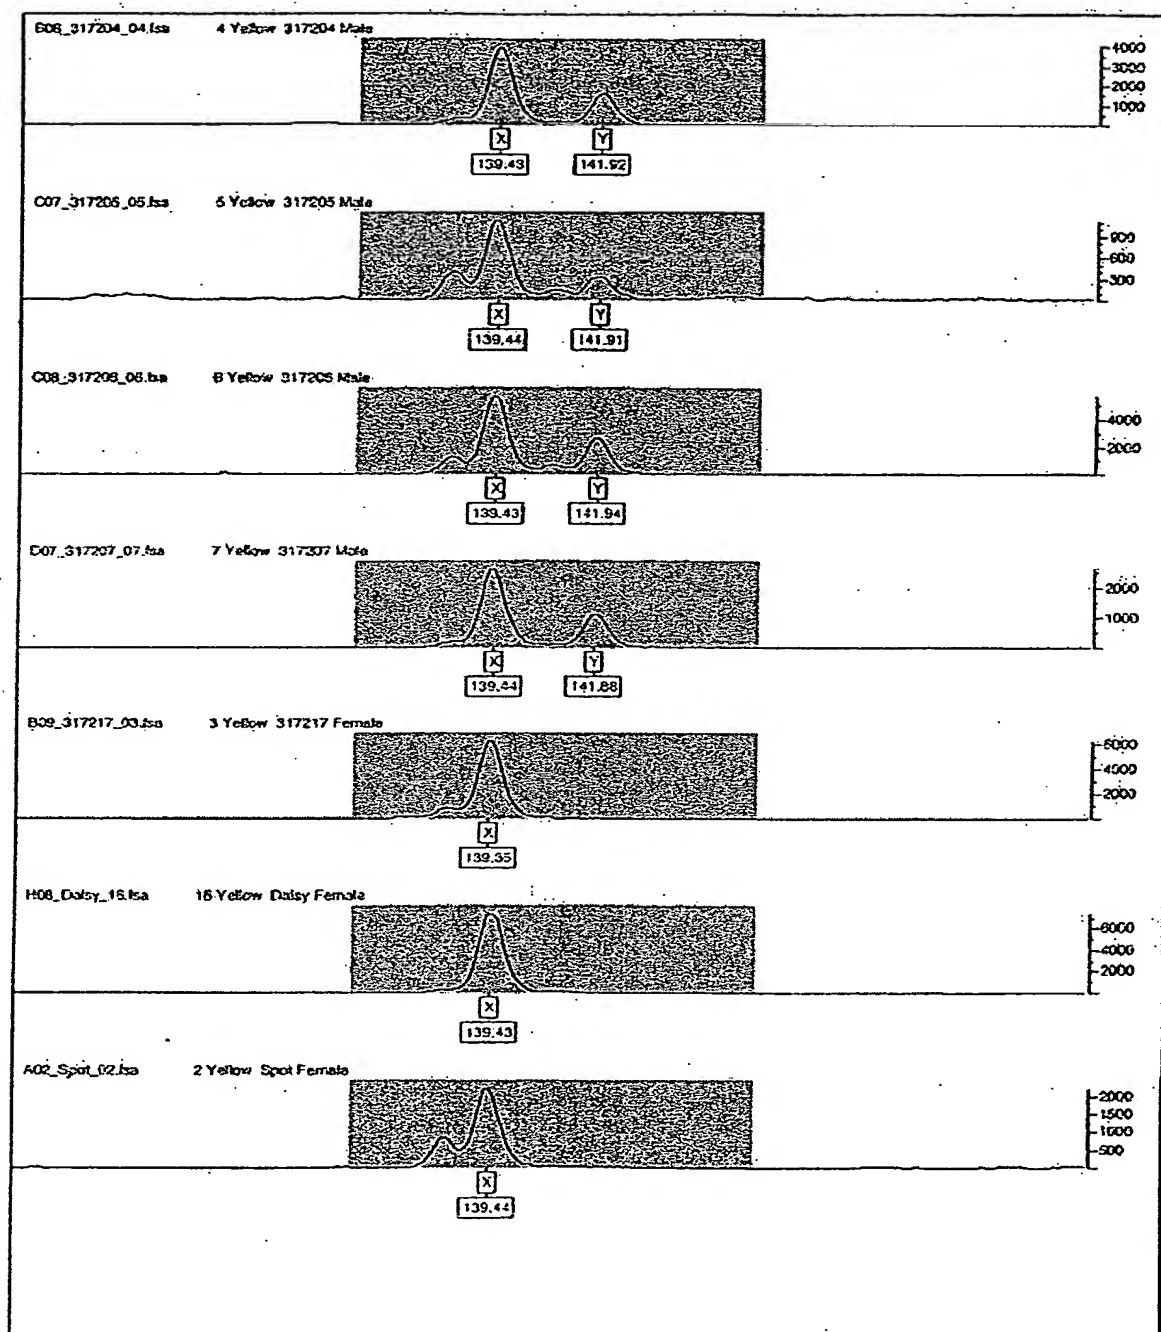 B08_317204_04.fsa 4 Yellow 317204 Male
4000
3000
2000
1000
X Y
139.43 141.92
C07_317205_05.fsa 5 Yellow 317205 Male
900
600
300
X Y
139.44 141.91
C08_317206_06.fsa 6 Yellow 317206 Male
4000
2000
X Y
139.43 141.94
D07_317207_07.fsa 7 Yellow 317207 Male
2000
1000
X Y
139.44 141.88
B09_317217_03.fsa 3 Yellow 317217 Female
6000
4000
2000
X
139.35
H08_Daisy_16.fsa 16 Yellow Daisy Female
6000
4000
2000
X
139.43
A02_Spot_02.fsa 2 Yellow Spot Female
2000
1500
1000
500
X
139.44